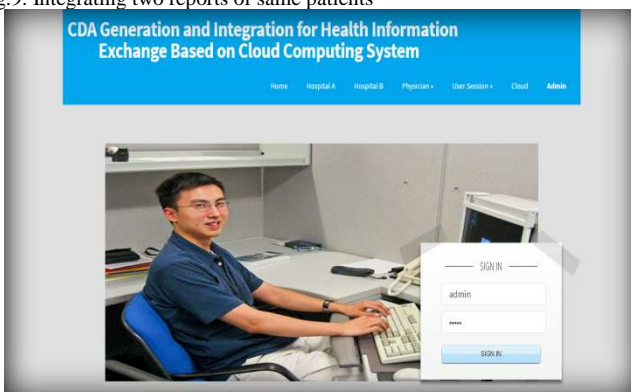 g.9. Integrating two reports of same patients
CDA Generation and Integration for Health Information
Exchange Based on Cloud Computing System
Home Hospital A Hospital B Physician » User Session » Cloud Admin
SIGN IN
admin
•••••
SIGN IN